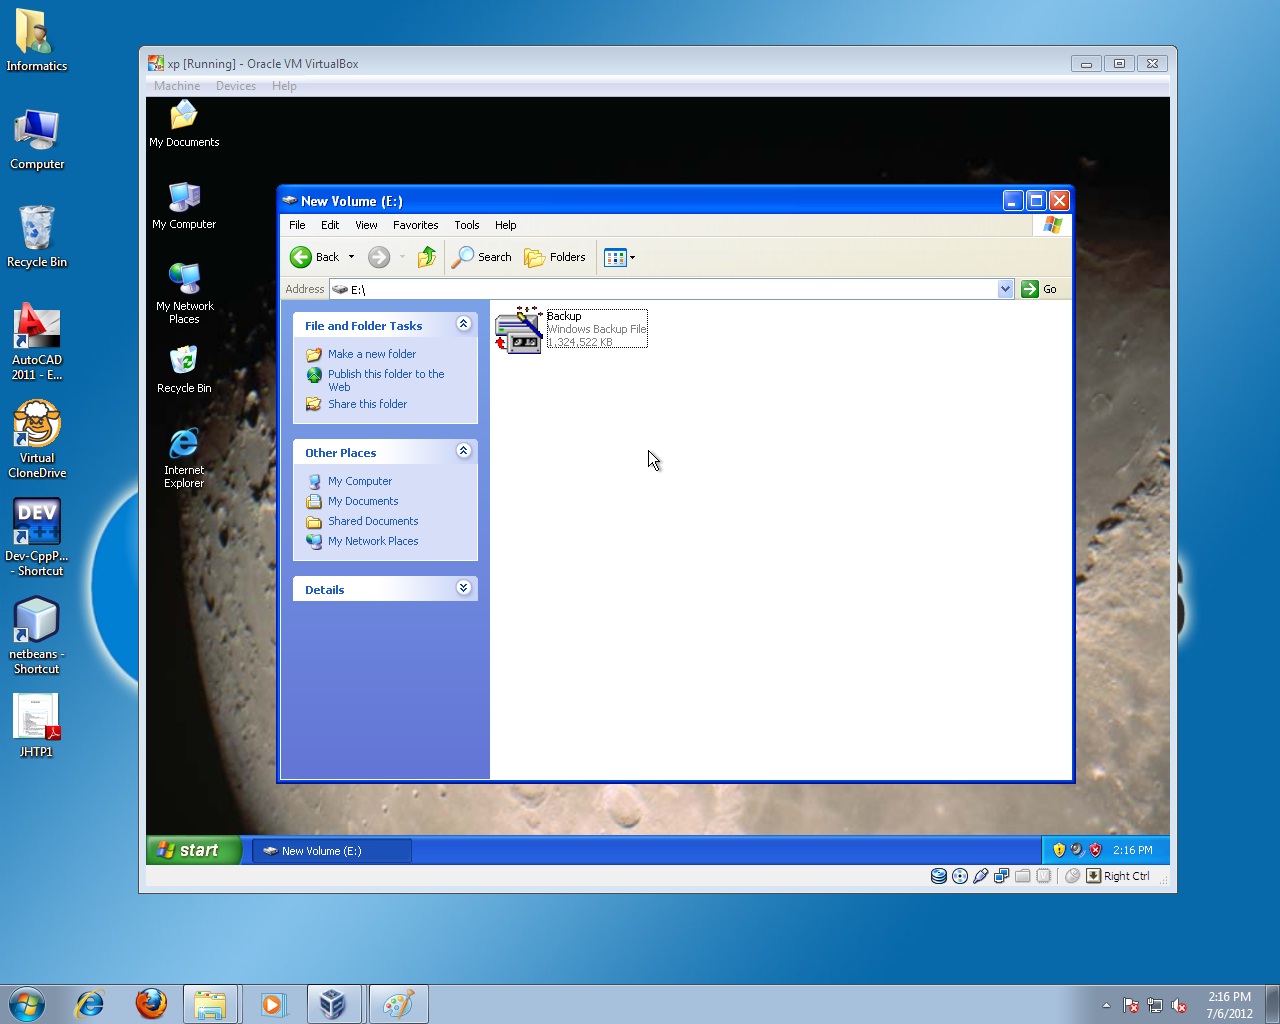 Informatics
Computer
Recycle Bin
AutoCAD
2011 - E...
Virtual
CloneDrive
DEV
C++
Dev-CppP...
- Shortcut
netbeans -
Shortcut
JHTP1
xp [Running] - Oracle VM VirtualBox
Machine Devices Help
My Documents
My Computer
My Network
Places
Recycle Bin
Internet
Explorer
New Volume (E:)
File Edit View Favorites Tools Help
Back Search Folders
Address E:\ Go
File and Folder Tasks
Make a new folder
Publish this folder to the
Web
Share this folder
Other Places
My Computer
My Documents
Shared Documents
My Network Places
Details
Backup
Windows Backup File
1,324,522 KB
start New Volume (E:) 2:16 PM
Right Ctrl
2:16 PM
7/6/2012